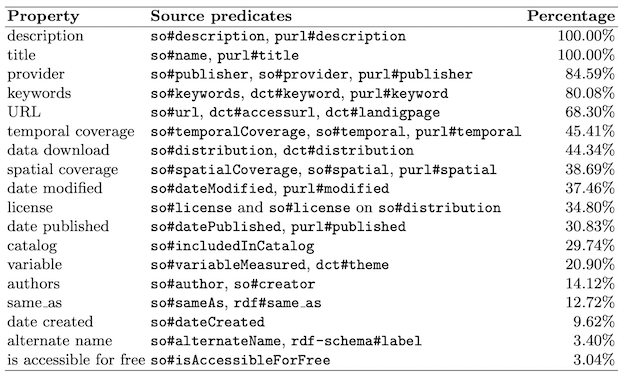 Property Source predicates Percentage
description so#description, purl#description 100.00%
title so#name, purl#title 100.00%
provider so#publisher, so#provider, purl#publisher 84.59%
keywords so#keywords, dct#keyword, purl#keyword 80.08%
URL so#url, dct#accessurl, dct#landigpage 68.30%
temporal coverage so#temporalCoverage, so#temporal, purl#temporal 45.41%
data download so#distribution, dct#distribution 44.34%
spatial coverage so#spatialCoverage, so#spatial, purl#spatial 38.69%
date modified so#dateModified, purl#modified 37.46%
license so#license and so#license on so#distribution 34.80%
date published so#datePublished, purl#published 30.83%
catalog so#includedInCatalog 29.74%
variable so#variableMeasured, dct#theme 20.90%
authors so#author, so#creator 14.12%
same_as so#sameAs, rdf#same_as 12.72%
date created so#dateCreated 9.62%
alternate name so#alternateName, rdf-schema#label 3.40%
is accessible for free so#isAccessibleForFree 3.04%